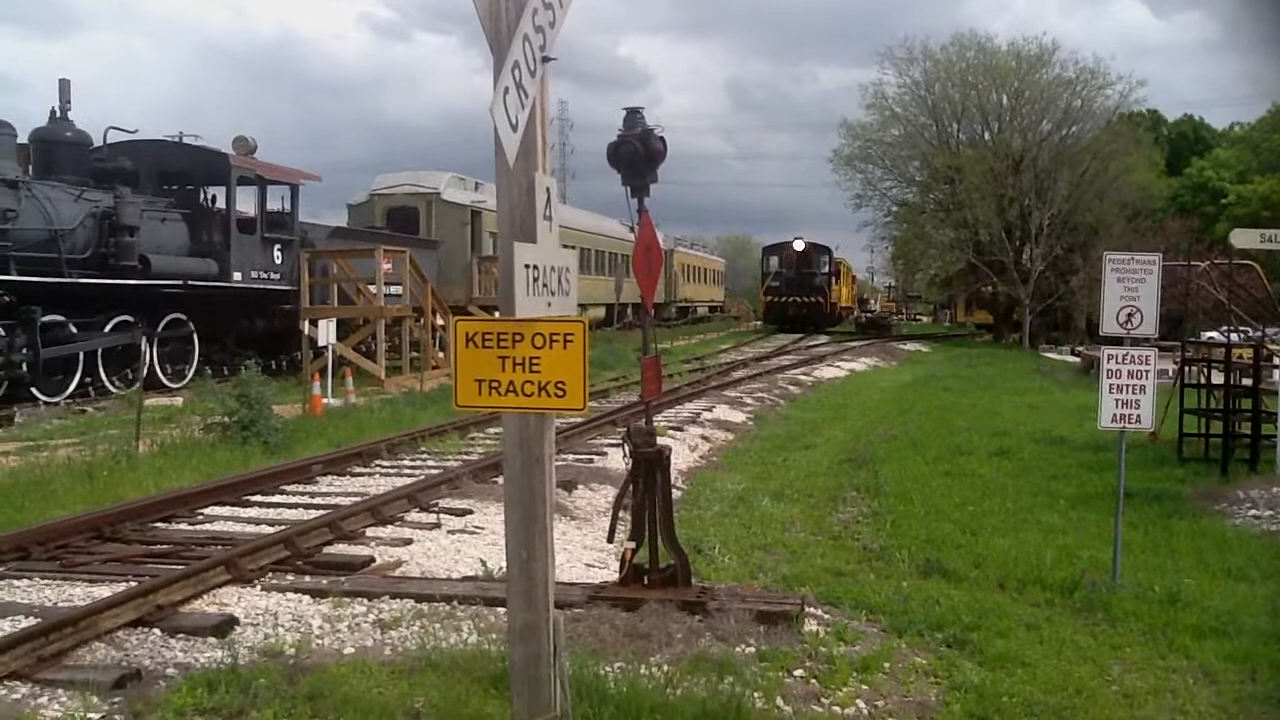 CROSS
4
TRACKS
KEEP OFF
THE
TRACKS
6
PEDESTRIANS
PROHIBITED
BEYOND
THIS
POINT
PLEASE
DO NOT
ENTER
THIS
AREA